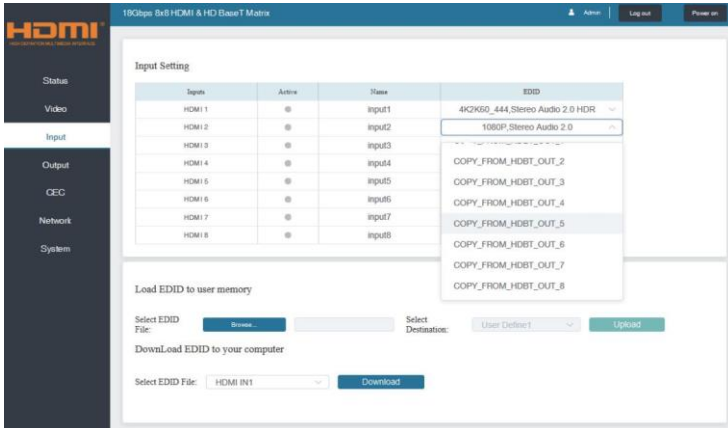 18Gbps 8x8 HDMI & HD BaseT Matrix
Admin
Log out
Power on
HDMI
HIGH-DEFINITION MULTIMEDIA INTERFACE
Status
Video
Input
Output
CEC
Network
System
Input Setting
Inputs Active Name EDID
HDMI 1 input1 4K2K60_444,Stereo Audio 2.0 HDR
HDMI 2 input2 1080P,Stereo Audio 2.0
HDMI 3 input3
HDMI 4 input4 COPY_FROM_HDBT_OUT_2
HDMI 5 input5 COPY_FROM_HDBT_OUT_3
HDMI 6 input6 COPY_FROM_HDBT_OUT_4
HDMI 7 input7 COPY_FROM_HDBT_OUT_5
HDMI 8 input8 COPY_FROM_HDBT_OUT_6
COPY_FROM_HDBT_OUT_7
COPY_FROM_HDBT_OUT_8
Load EDID to user memory
Select EDID File: Browse... Select Destination: User Define1 Upload
DownLoad EDID to your computer
Select EDID File: HDMI IN1 Download